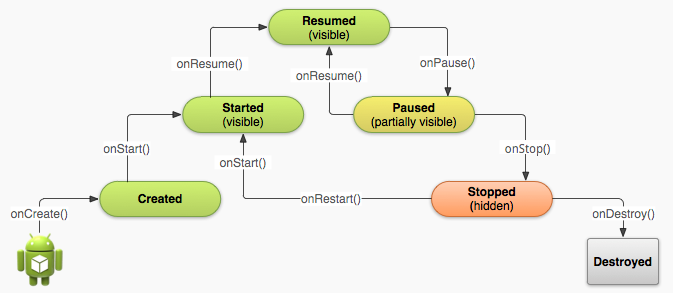 Resumed
(visible)
onResume()
onResume()
onPause()
Started
(visible)
Paused
(partially visible)
onStart()
onStart()
onStop()
Created
onRestart()
Stopped
(hidden)
onCreate()
onDestroy()
Destroyed